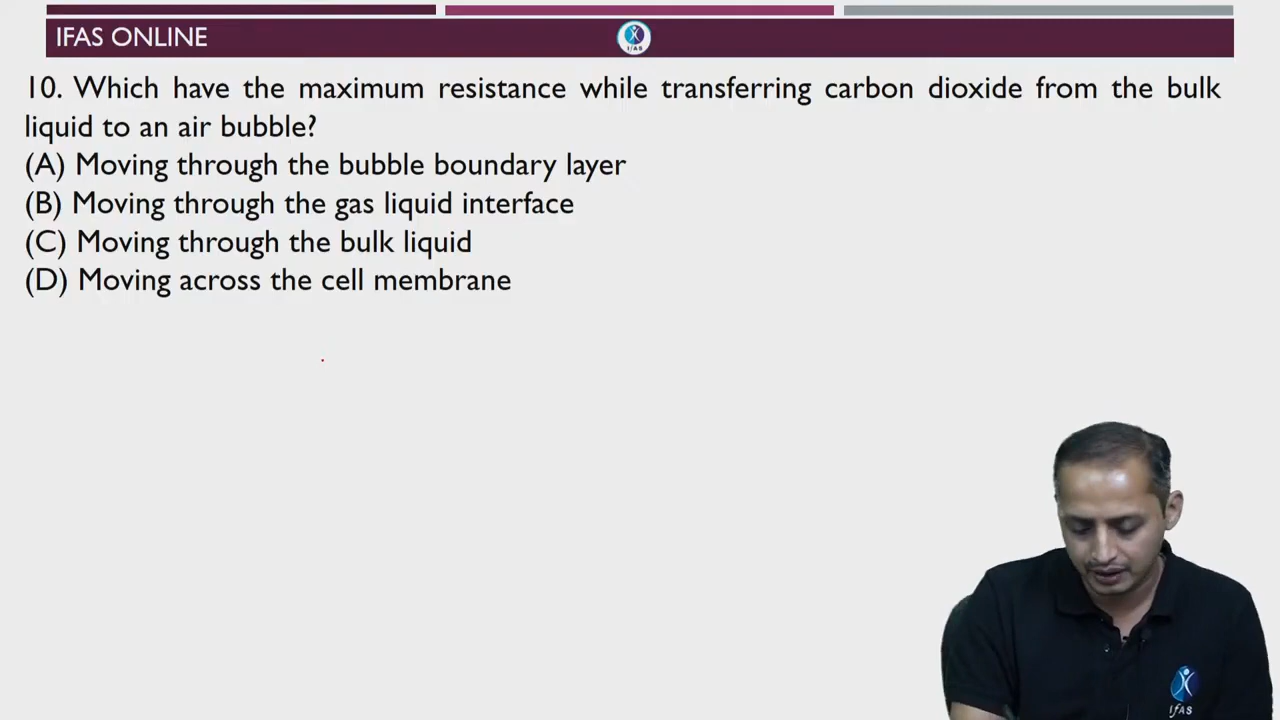 IFAS ONLINE
IFAS
10. Which have the maximum resistance while transferring carbon dioxide from the bulk
liquid to an air bubble?
(A) Moving through the bubble boundary layer
(B) Moving through the gas liquid interface
(C) Moving through the bulk liquid
(D) Moving across the cell membrane
IfAS